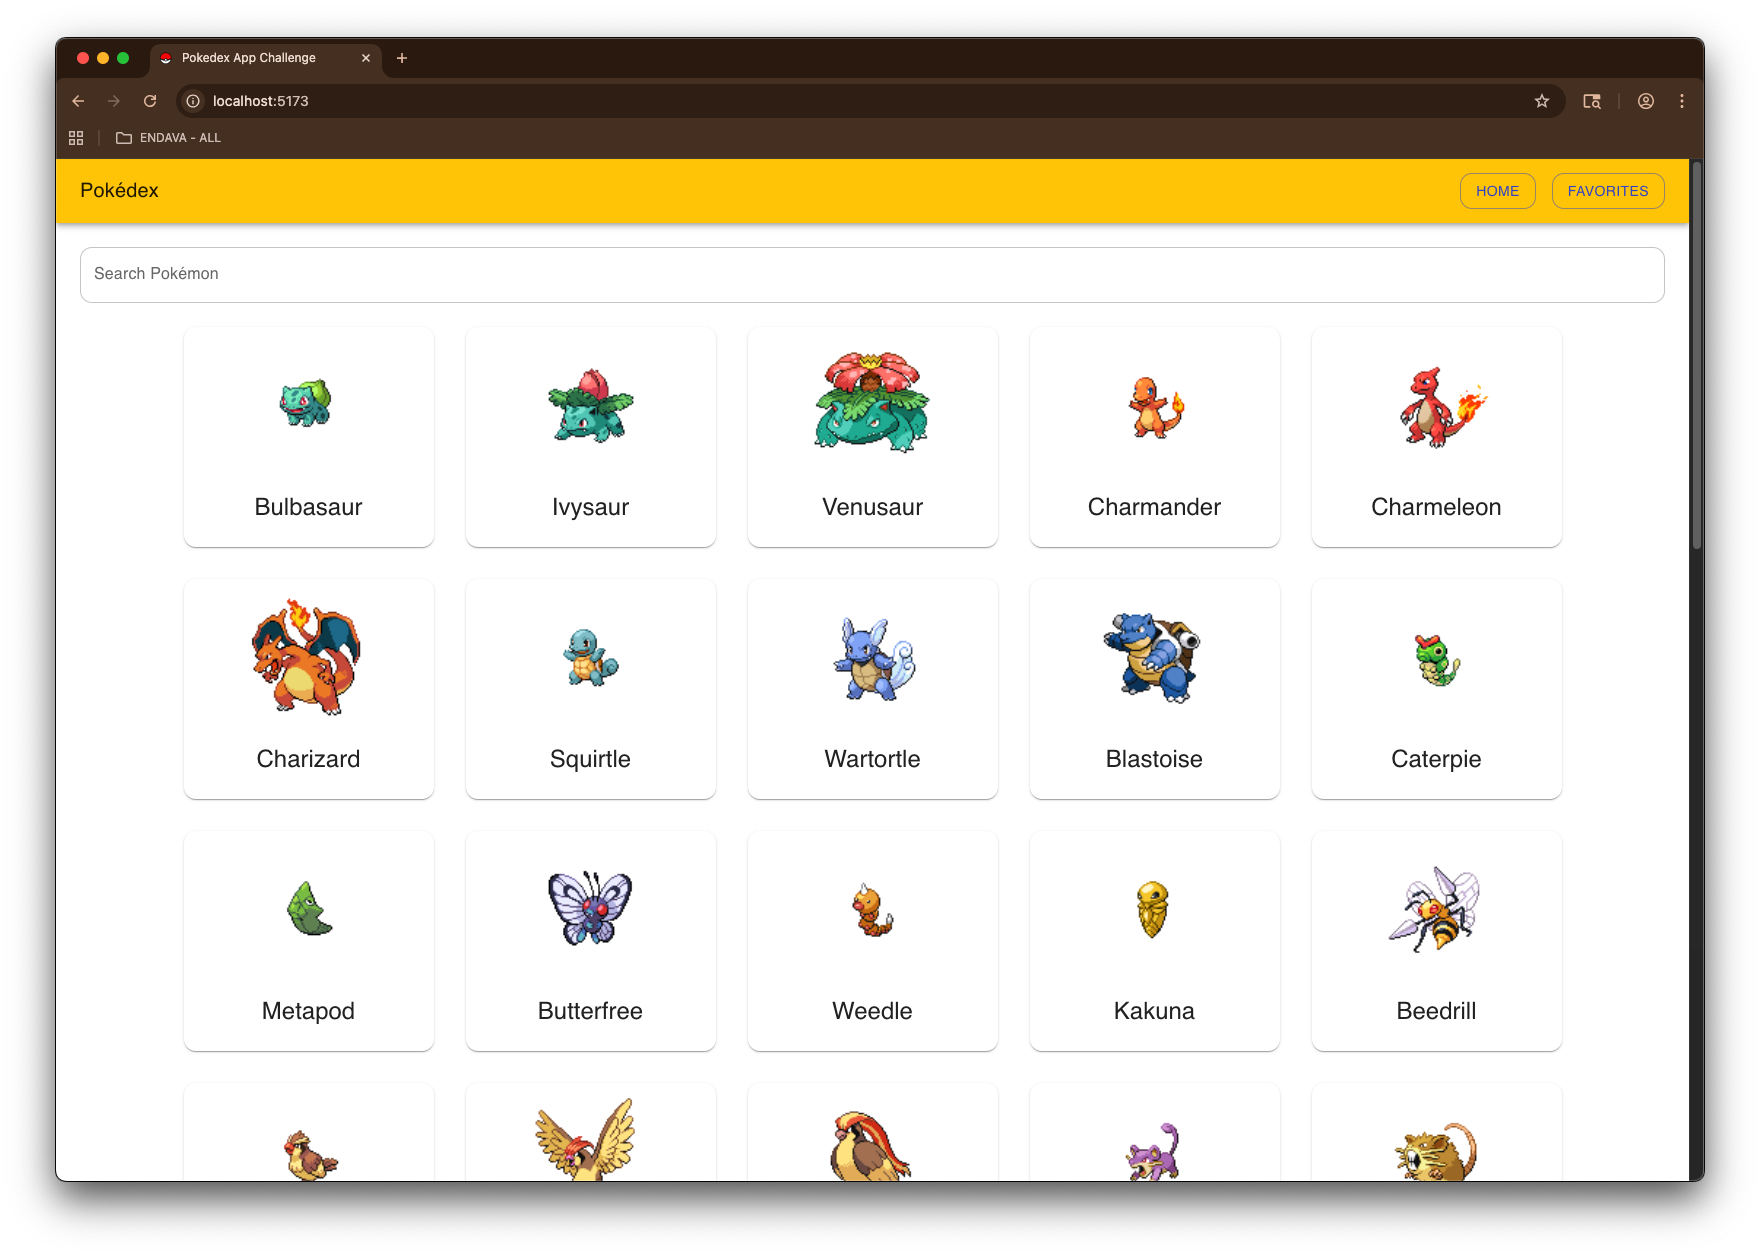 Pokedex App Challenge
localhost:5173
ENDAVA - ALL
Pokédex
HOME
FAVORITES
Search Pokémon
Bulbasaur
Ivysaur
Venusaur
Charmander
Charmeleon
Charizard
Squirtle
Wartortle
Blastoise
Caterpie
Metapod
Butterfree
Weedle
Kakuna
Beedrill